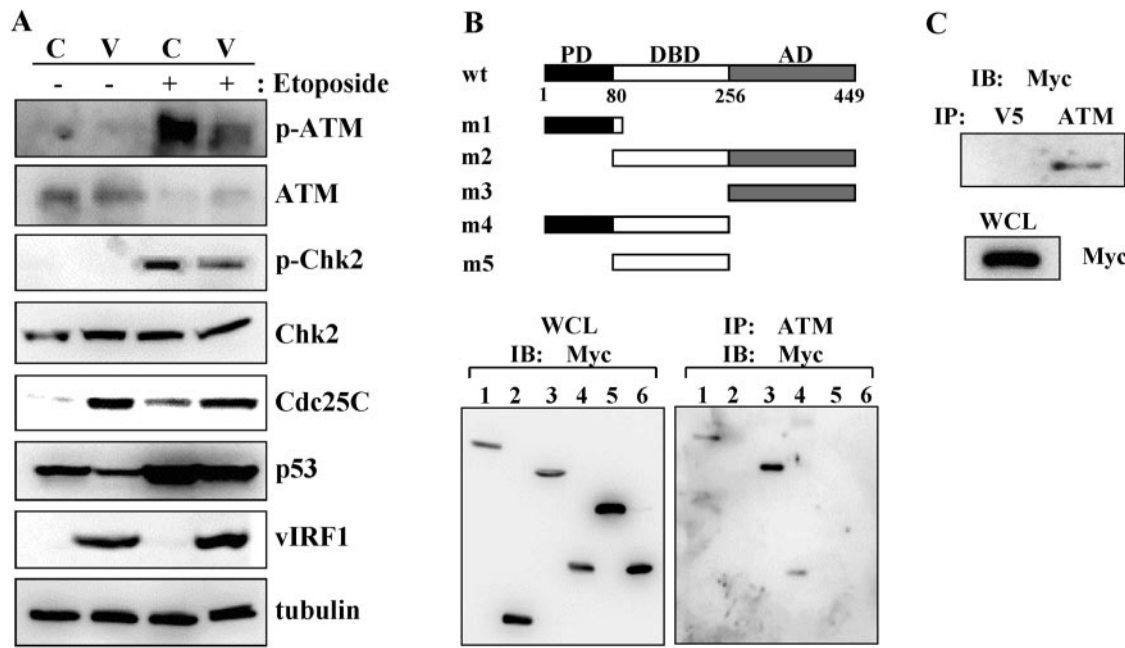 A
C V C V
- - + + : Etoposide
p-ATM
ATM
p-Chk2
Chk2
Cdc25C
p53
vIRF1
tubulin
B
PD DBD AD
wt
1 80 256 449
m1
m2
m3
m4
m5
WCL
IB: Myc
1 2 3 4 5 6
IP: ATM
IB: Myc
1 2 3 4 5 6
C
IB: Myc
IP: V5 ATM
WCL
Myc